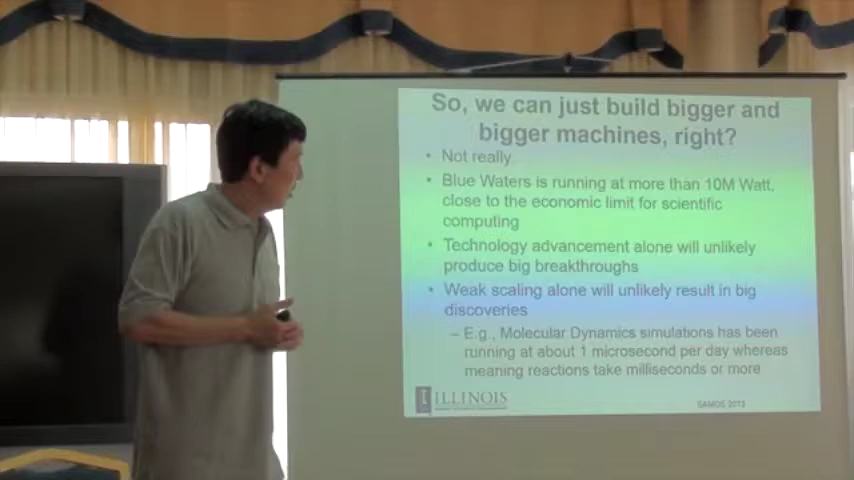 So, we can just build bigger and
bigger machines, right?
• Not really
• Blue Waters is running at more than 10M Watt,
close to the economic limit for scientific
computing
• Technology advancement alone will unlikely
produce big breakthroughs
• Weak scaling alone will unlikely result in big
discoveries
– E.g., Molecular Dynamics simulations has been
running at about 1 microsecond per day whereas
meaning reactions take milliseconds or more
I ILLINOIS
SAMOS 2013